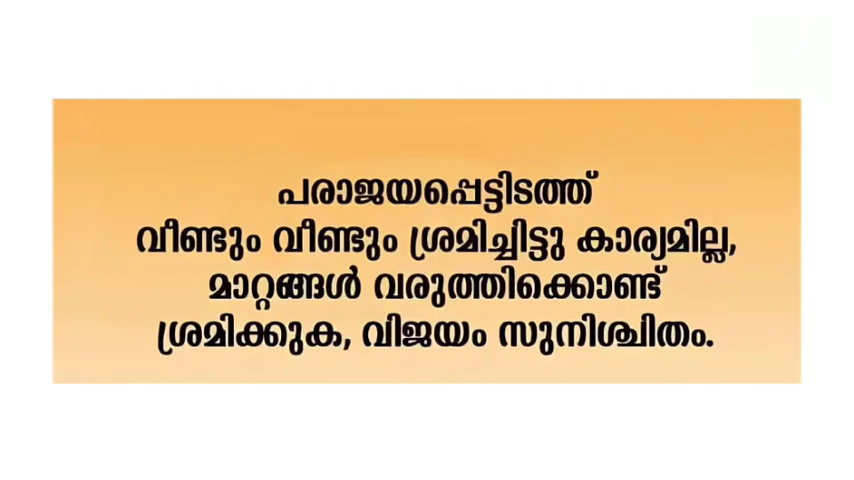 പരാജയപ്പെട്ടിടത്ത്
വീണ്ടും വീണ്ടും ശ്രമിച്ചിട്ടു കാര്യമില്ല,
മാറ്റങ്ങൾ വരുത്തിക്കൊണ്ട്
ശ്രമിക്കുക, വിജയം സുനിശ്ചിതം.